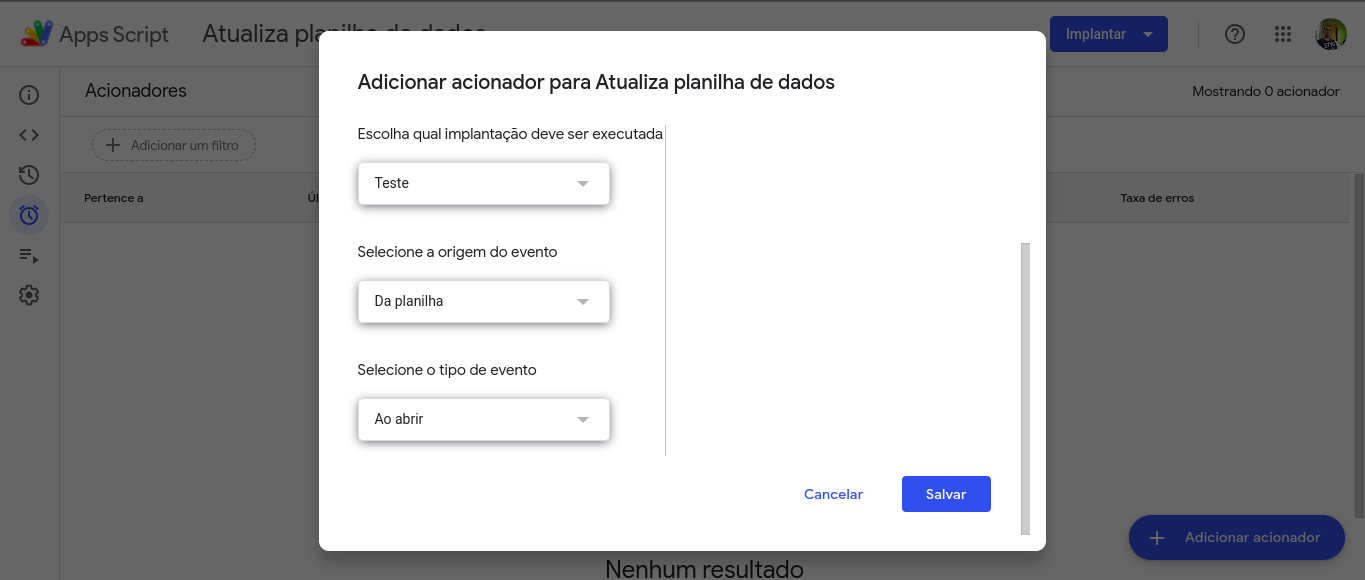 Apps Script
Atualiza planilha de dados
Implantar
Acionadores
Mostrando 0 acionador
Adicionar um filtro
Pertence a
Taxa de erros
Adicionar acionador para Atualiza planilha de dados
Escolha qual implantação deve ser executada
Teste
Selecione a origem do evento
Da planilha
Selecione o tipo de evento
Ao abrir
Cancelar
Salvar
Adicionar acionador
Nenhum resultado